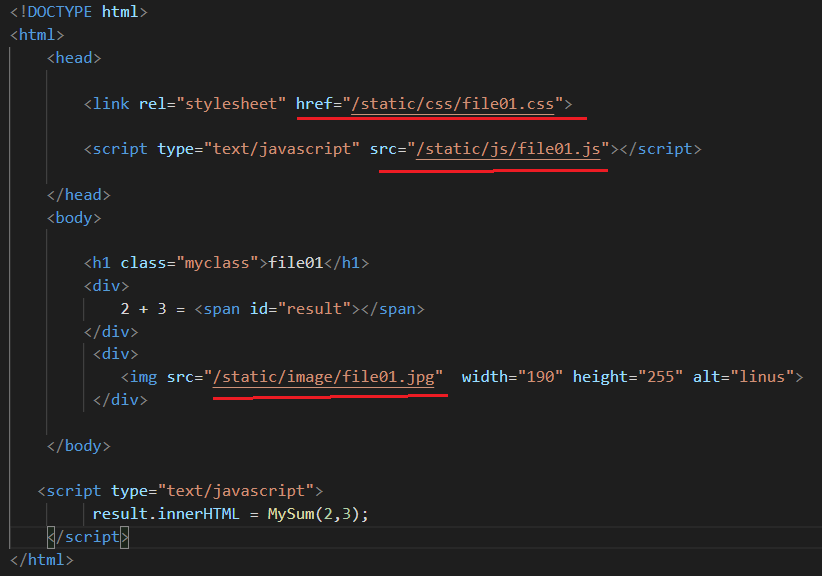 <!DOCTYPE html>
<html>
<head>
<link rel="stylesheet" href="/static/css/file01.css">
<script type="text/javascript" src="/static/js/file01.js"></script>
</head>
<body>
<h1 class="myclass">file01</h1>
<div>
2 + 3 = <span id="result"></span>
</div>
<div>
<img src="/static/image/file01.jpg"  width="190" height="255" alt="linus">
</div>
</body>
<script type="text/javascript">
result.innerHTML = MySum(2,3);
</script>
</html>